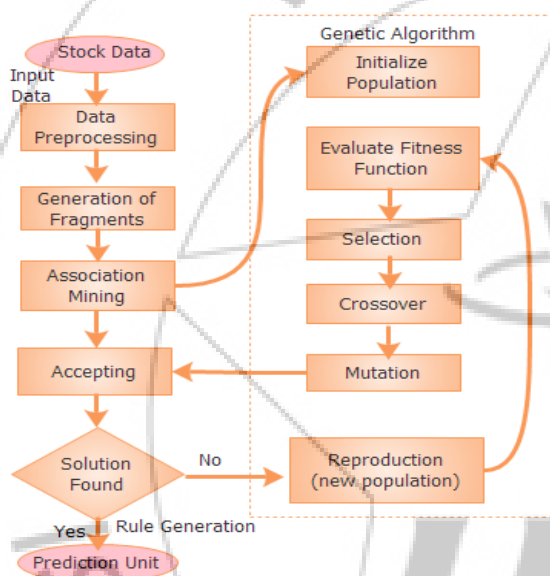 Stock Data
Input
Data
Data
Preprocessing
Generation of
Fragments
Association
Mining
Accepting
Solution
Found
No
Yes
Rule Generation
Prediction Unit
Genetic Algorithm
Initialize
Population
Evaluate Fitness
Function
Selection
Crossover
Mutation
Reproduction
(new population)